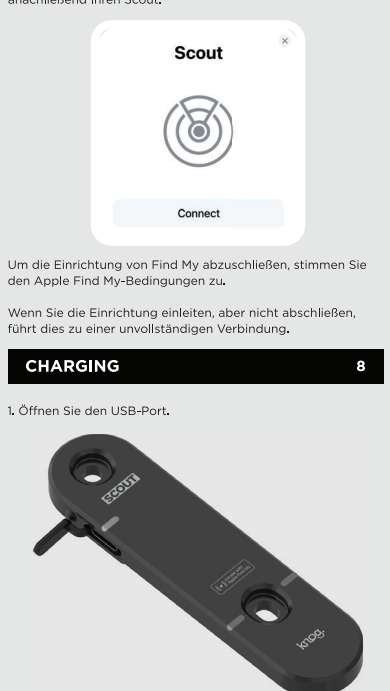 anschließend Ihren Scout.
Scout
Connect
Um die Einrichtung von Find My abzuschließen, stimmen Sie
den Apple Find My-Bedingungen zu.
Wenn Sie die Einrichtung einleiten, aber nicht abschließen,
führt dies zu einer unvollständigen Verbindung.
CHARGING 8
1. Öffnen Sie den USB-Port.
SCOUT
knog.